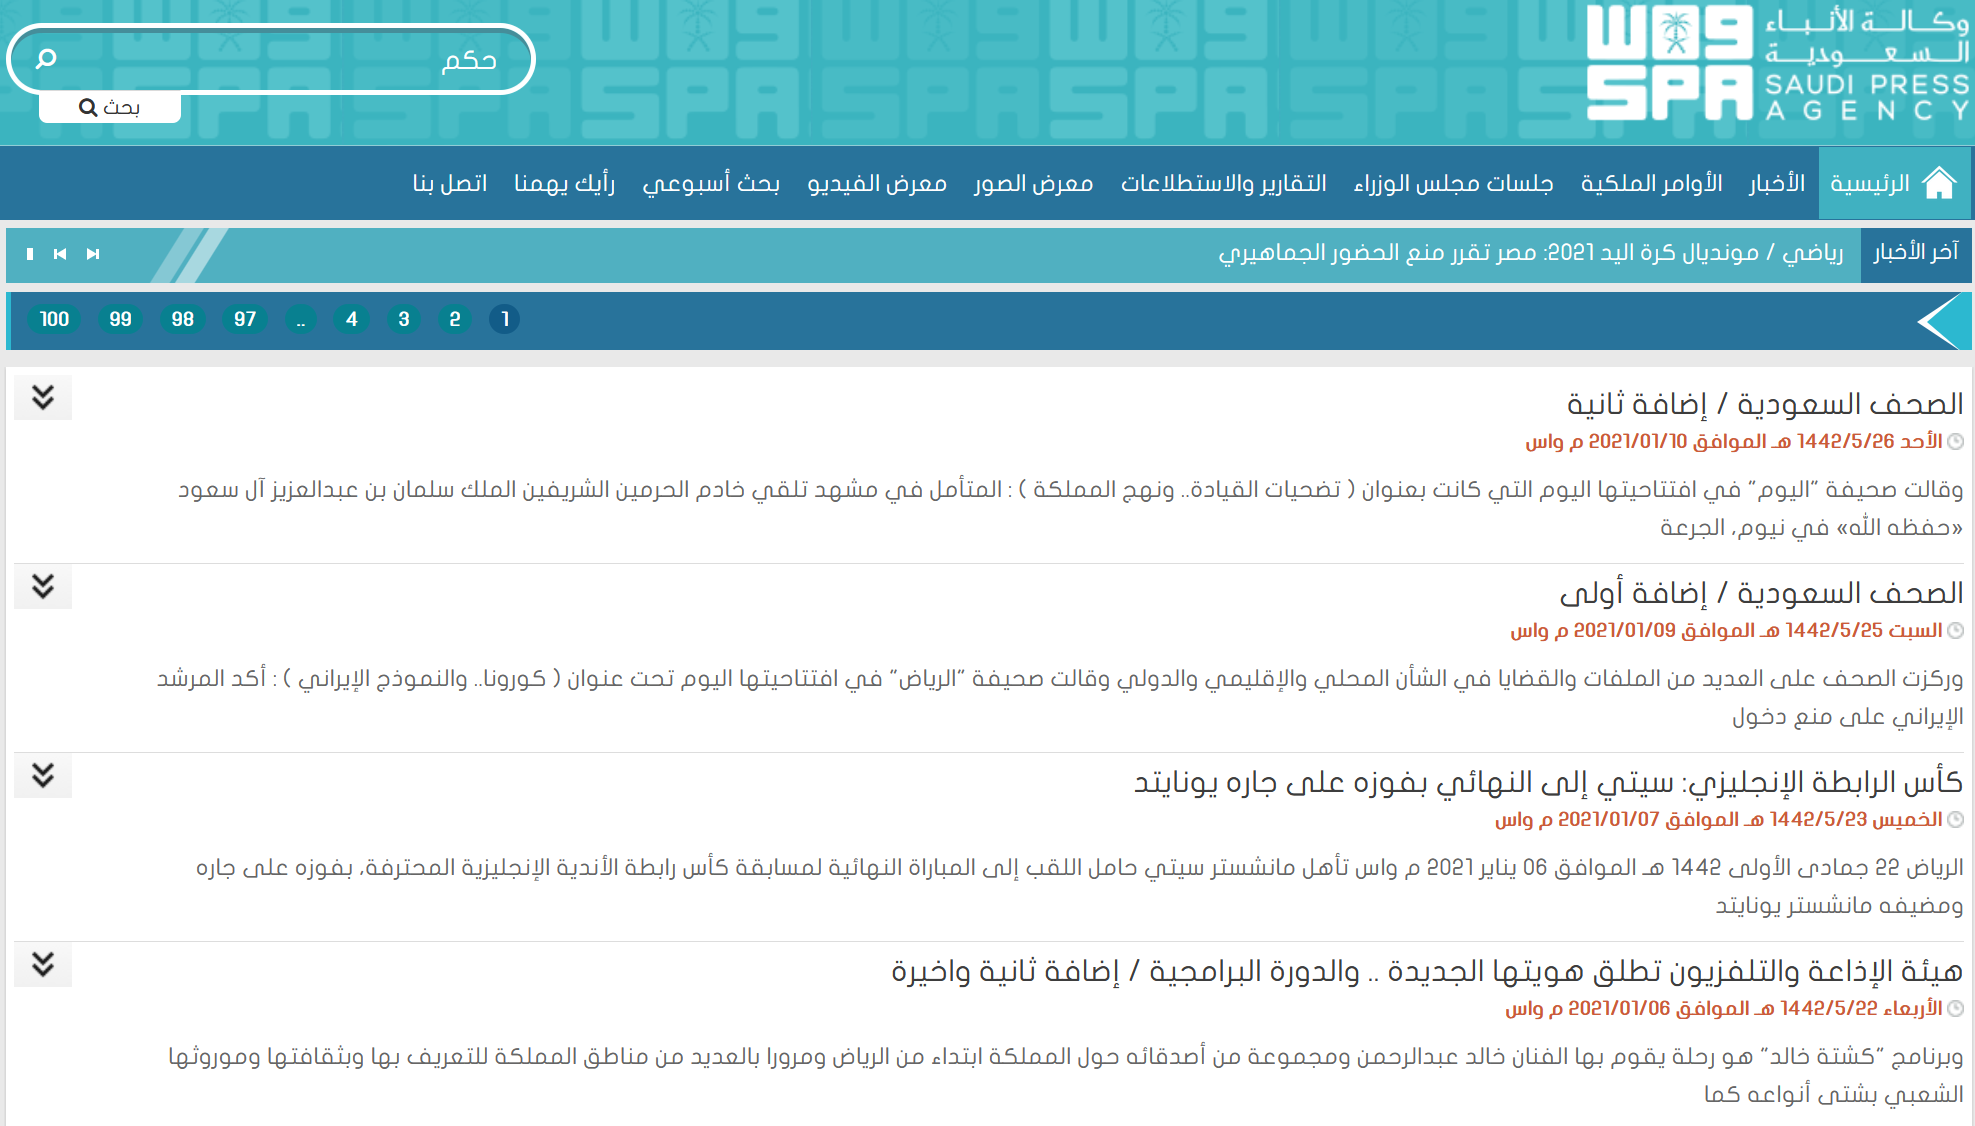 وكالة الأنباء
السعودية
SAUDI PRESS
AGENCY
واس
SPA
حكم
بحث
الرئيسية
الأخبار
الأوامر الملكية
جلسات مجلس الوزراء
التقارير والاستطلاعات
معرض الصور
معرض الفيديو
بحث أسبوعي
رأيك يهمنا
اتصل بنا
آخر الأخبار
رياضي / مونديال كرة اليد 2021: مصر تقرر منع الحضور الجماهيري
1 2 3 4 .. 97 98 99 100
الصحف السعودية / إضافة ثانية
الأحد 1442/5/26 هـ الموافق 2021/01/10 م واس
وقالت صحيفة "اليوم" في افتتاحيتها اليوم التي كانت بعنوان ( تضحيات القيادة.. ونهج المملكة ) : المتأمل في مشهد تلقي خادم الحرمين الشريفين الملك سلمان بن عبدالعزيز آل سعود
«حفظه الله» في نيوم، الجرعة
الصحف السعودية / إضافة أولى
السبت 1442/5/25 هـ الموافق 2021/01/09 م واس
وركزت الصحف على العديد من الملفات والقضايا في الشأن المحلي والإقليمي والدولي وقالت صحيفة "الرياض" في افتتاحيتها اليوم تحت عنوان ( كورونا.. والنموذج الإيراني ) : أكد المرشد
الإيراني على منع دخول
كأس الرابطة الإنجليزي: سيتي إلى النهائي بفوزه على جاره يونايتد
الخميس 1442/5/23 هـ الموافق 2021/01/07 م واس
الرياض 22 جمادى الأولى 1442 هـ الموافق 06 يناير 2021 م واس تأهل مانشستر سيتي حامل اللقب إلى المباراة النهائية لمسابقة كأس رابطة الأندية الإنجليزية المحترفة، بفوزه على جاره
ومضيفه مانشستر يونايتد
هيئة الإذاعة والتلفزيون تطلق هويتها الجديدة .. والدورة البرامجية / إضافة ثانية واخيرة
الأربعاء 1442/5/22 هـ الموافق 2021/01/06 م واس
وبرنامج "كشتة خالد" هو رحلة يقوم بها الفنان خالد عبدالرحمن ومجموعة من أصدقائه حول المملكة ابتداء من الرياض ومرورا بالعديد من مناطق المملكة للتعريف بها وبثقافتها وموروثها
الشعبي بشتى أنواعه كما